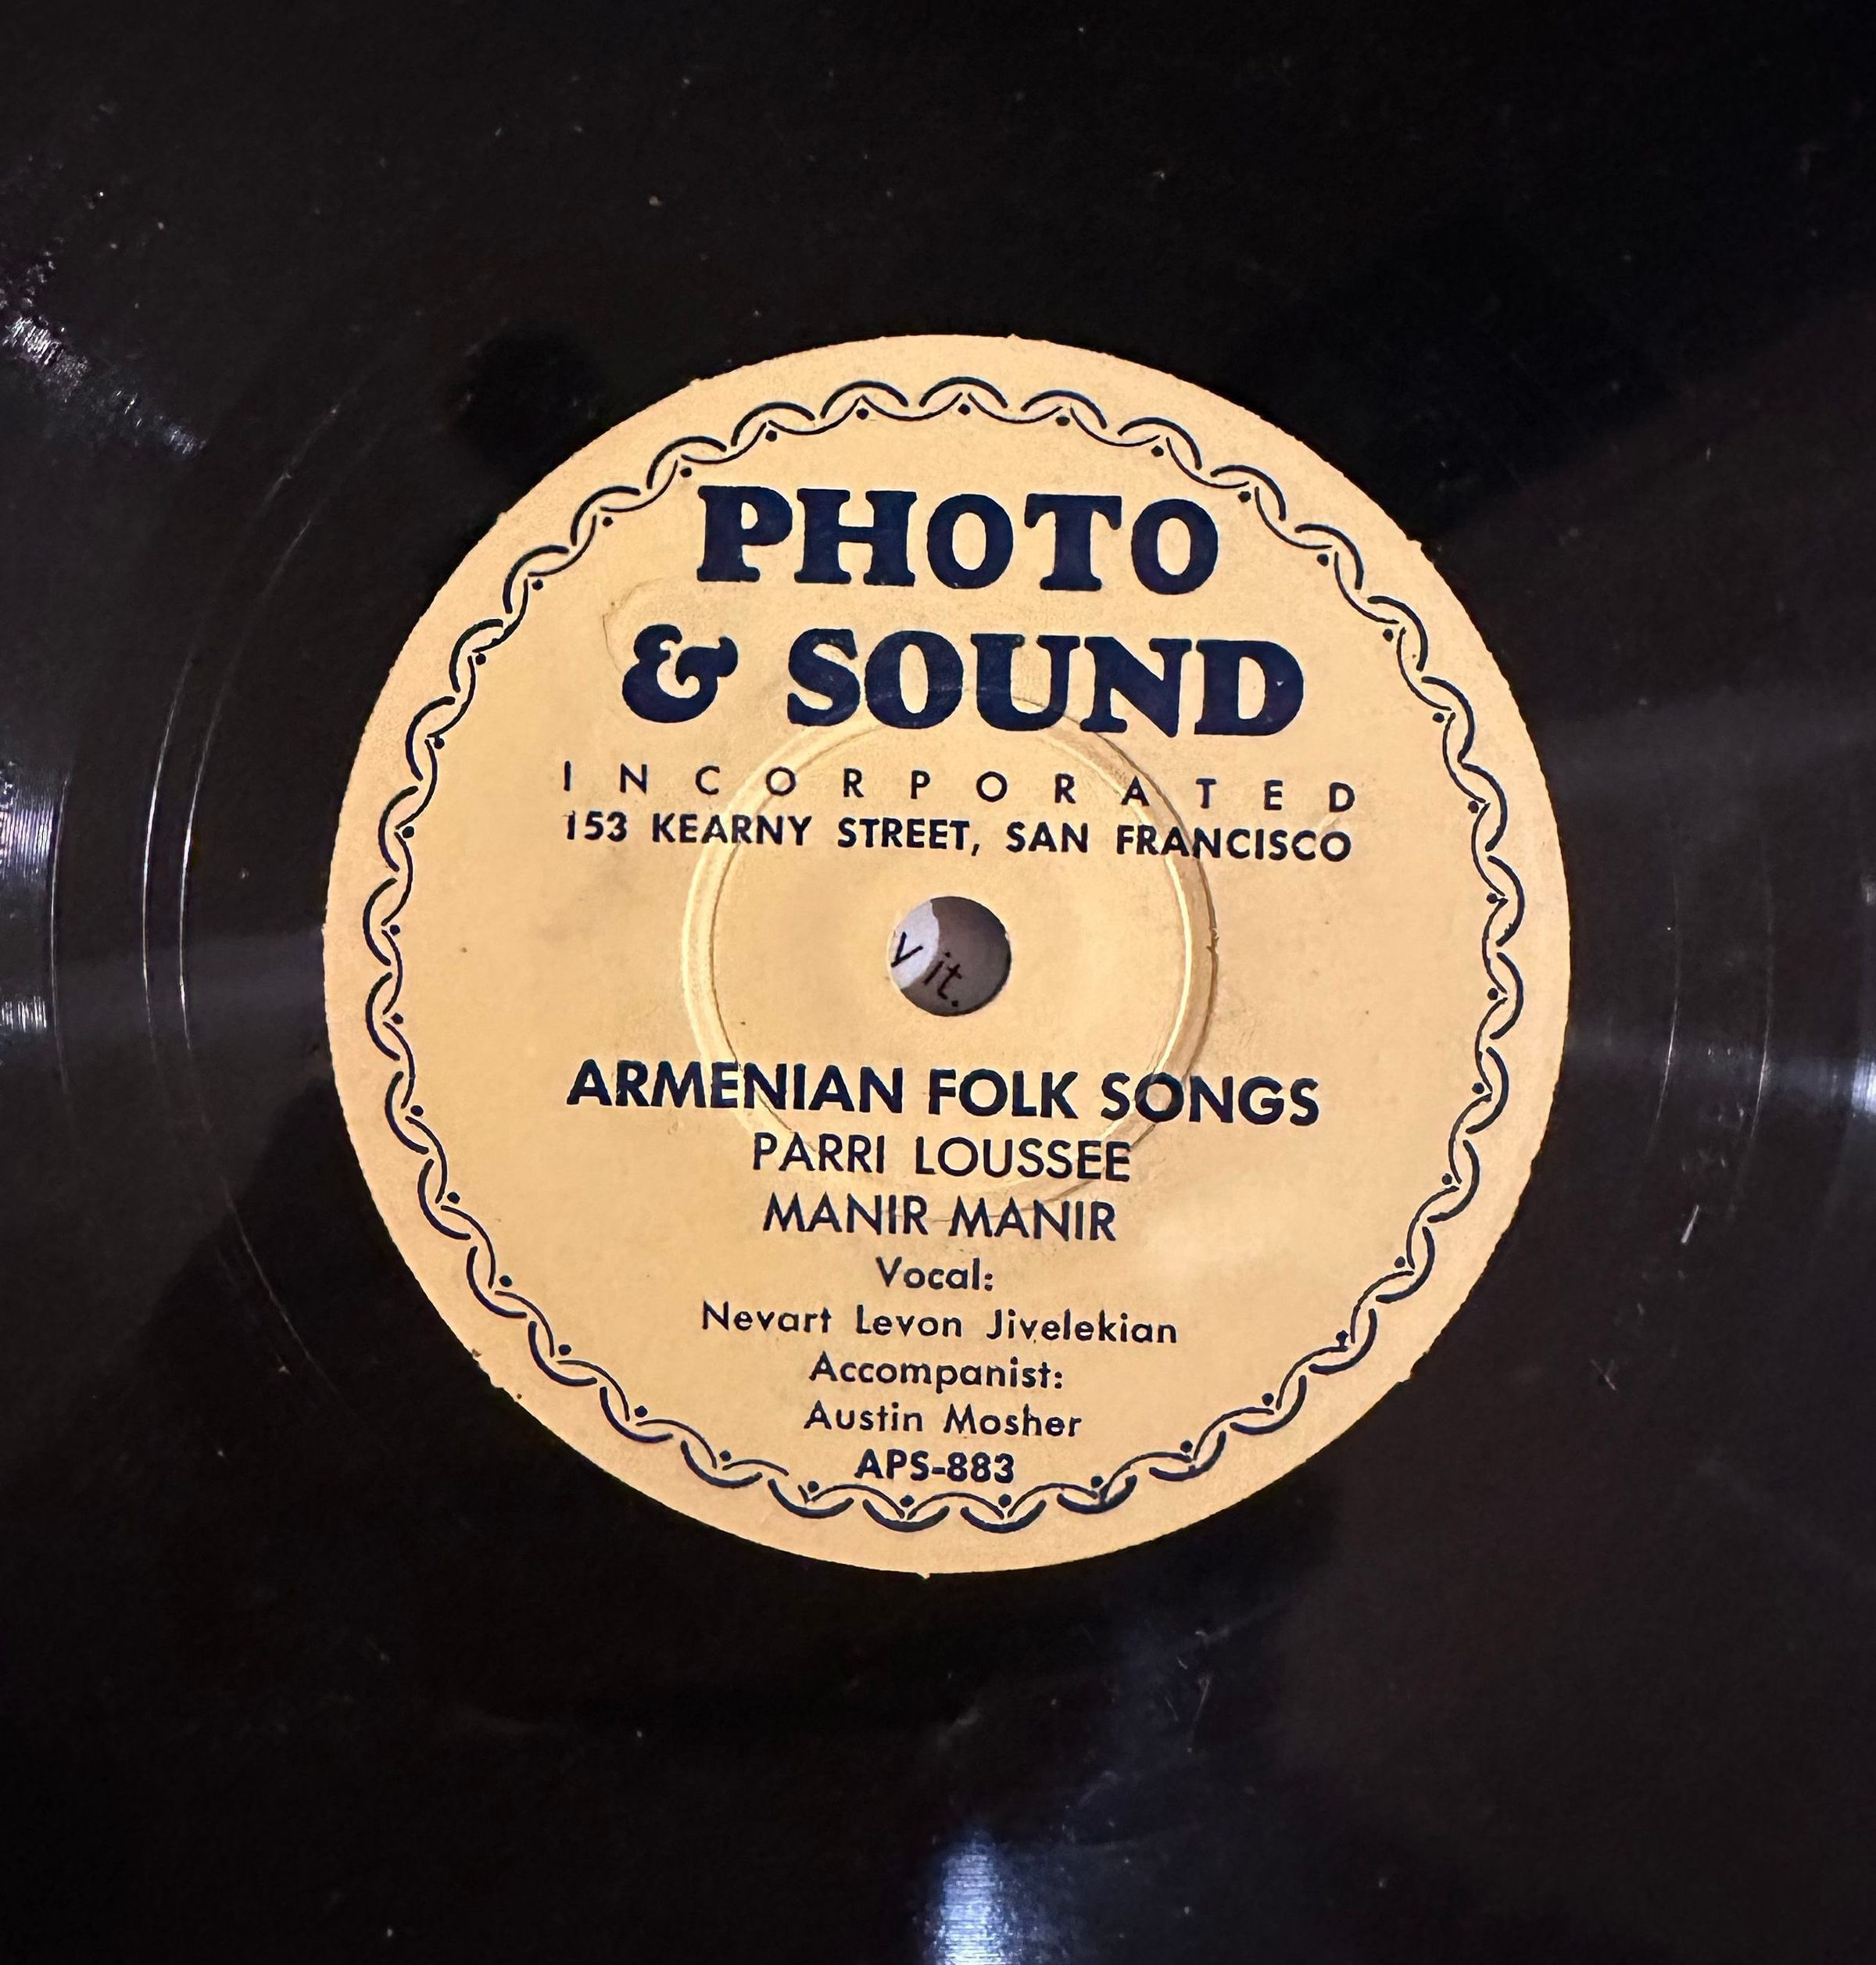 PHOTO
& SOUND
INCORPORATED
153 KEARNY STREET, SAN FRANCISCO
it.
ARMENIAN FOLK SONGS
PARRI LOUSSEE
MANIR MANIR
Vocal:
Nevart Levon Jivelekian
Accompanist:
Austin Mosher
APS-883